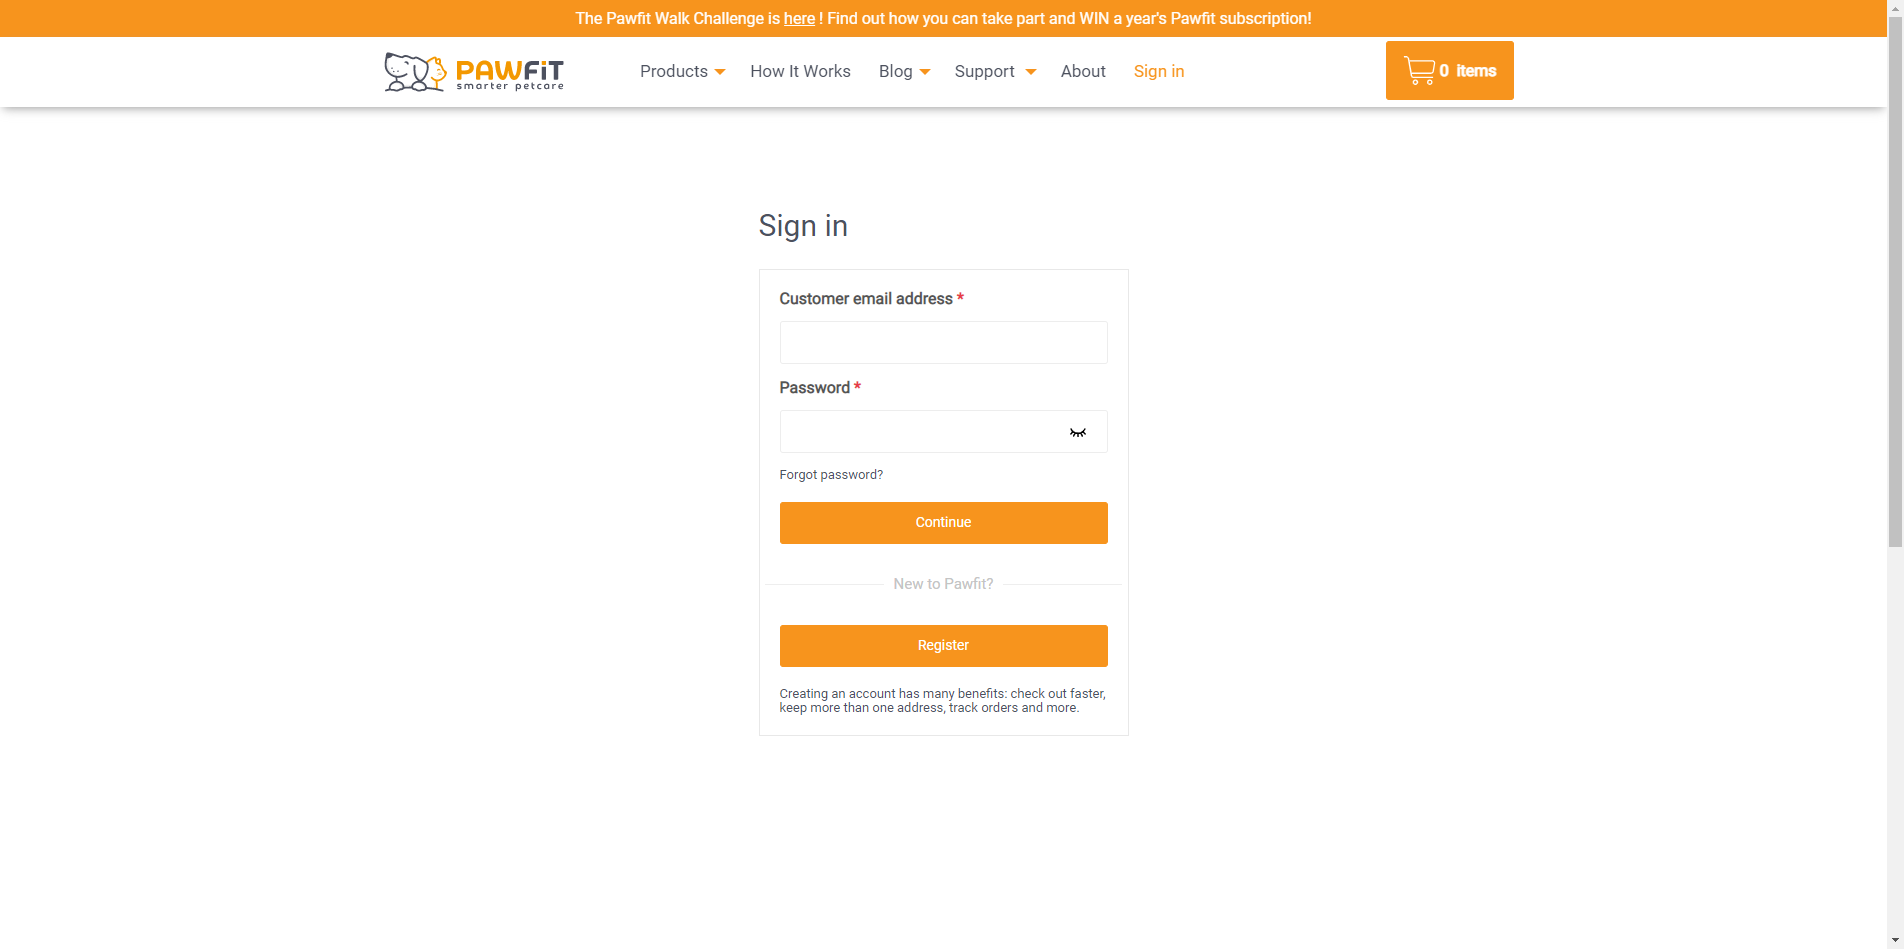 The Pawfit Walk Challenge is here ! Find out how you can take part and WIN a year's Pawfit subscription!
PAWFiT
smarter petcare
Products How It Works Blog Support About Sign in
0 items
Sign in
Customer email address *
Password *
Forgot password?
Continue
New to Pawfit?
Register
Creating an account has many benefits: check out faster,
keep more than one address, track orders and more.